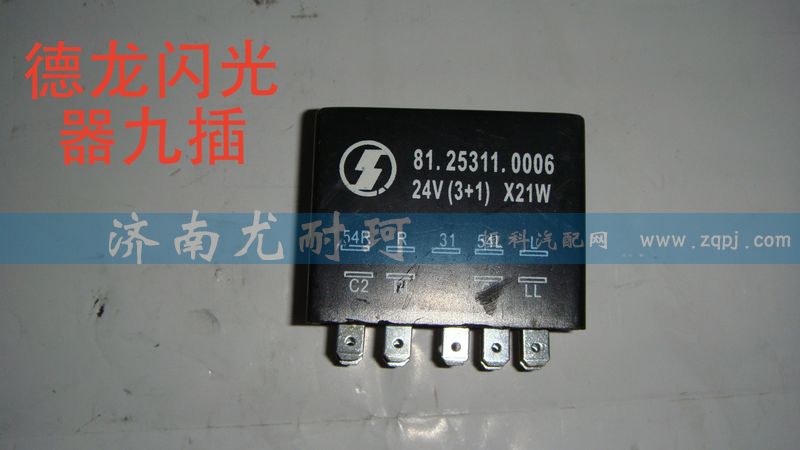 德龙闪光
器九插
81.25311.0006
24V(3+1) X21W
济南尤耐珂
汽配网 www.zqpj.com
54R R 31 54L L
C2 LL